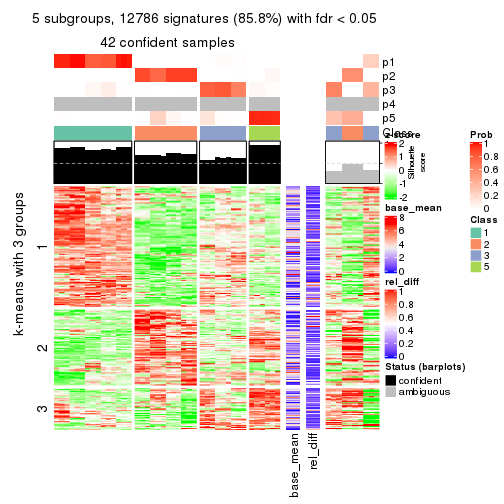 5 subgroups, 12786 signatures (85.8%) with fdr < 0.05
42 confident samples
p1
p2
p3
p4
p5
Class
z-score
2
1
0
-1
-2
Silhouette
score
base_mean
8
6
4
2
0
rel_diff
1
0.8
0.6
0.4
0.2
0
Status (barplots)
confident
ambiguous
Prob
1
0.8
0.6
0.4
0.2
0
Class
1
2
3
5
k-means with 3 groups
1
2
3
base_mean
rel_diff